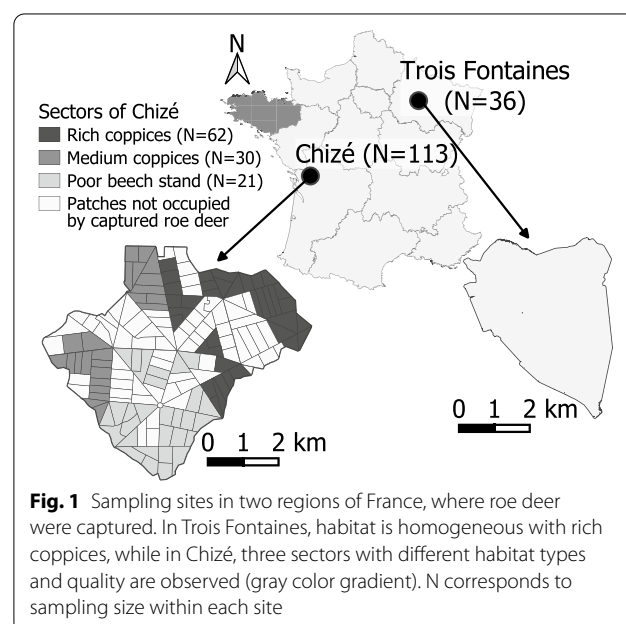 N
Trois Fontaines
(N=36)
Sectors of Chizé
Rich coppices (N=62)
Medium coppices (N=30)
Poor beech stand (N=21)
Patches not occupied
by captured roe deer
Chizé (N=113)
0 1 2 km
0 1 2 km
Fig. 1 Sampling sites in two regions of France, where roe deer
were captured. In Trois Fontaines, habitat is homogeneous with rich
coppices, while in Chizé, three sectors with different habitat types
and quality are observed (gray color gradient). N corresponds to
sampling size within each site